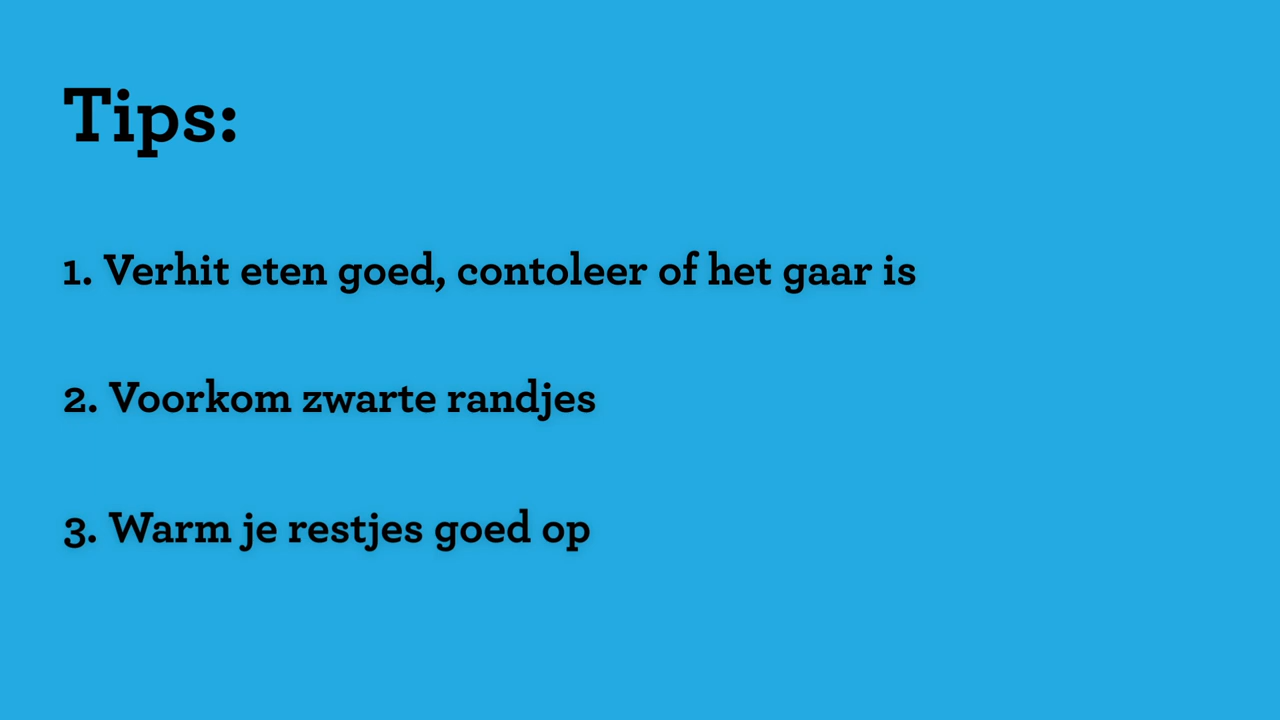 Tips:
1. Verhit eten goed, contoleer of het gaar is
2. Voorkom zwarte randjes
3. Warm je restjes goed op